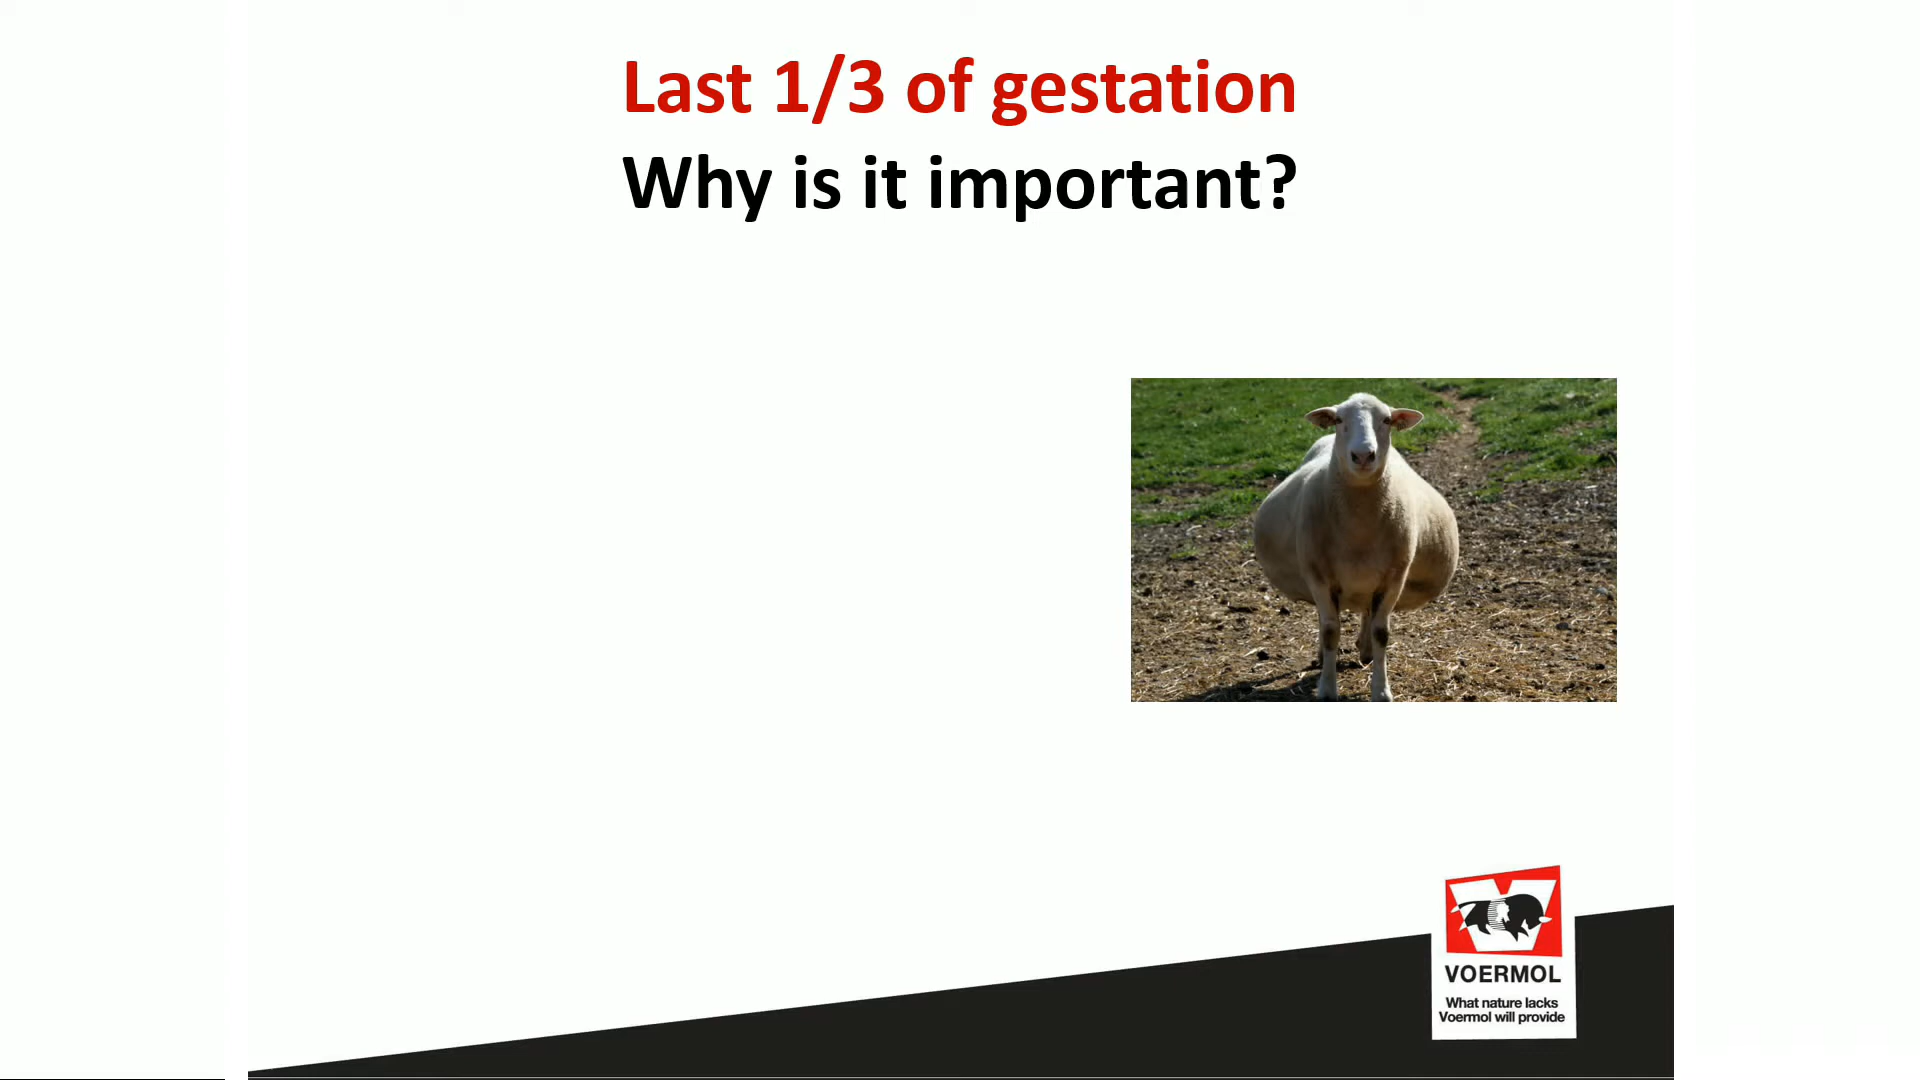 Last 1/3 of gestation
Why is it important?
VOERMOL
What nature lacks
Voermol will provide